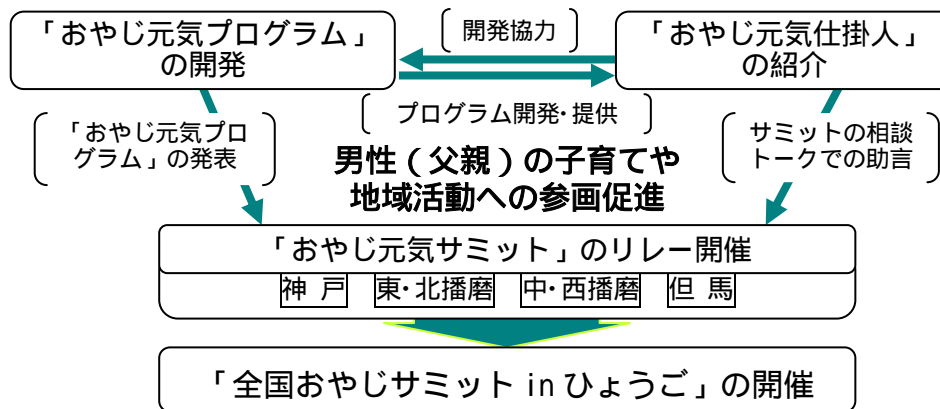 「おやじ元気プログラム」
の開発
開発協力
「おやじ元気仕掛人」
の紹介
プログラム開発・提供
「おやじ元気プロ
グラム」の発表
サミットの相談
トークでの助言
男性（父親）の子育てや
地域活動への参画促進
「おやじ元気サミット」のリレー開催
神 戸 東・北播磨 中・西播磨 但 馬
「全国おやじサミット in ひょうご」の開催